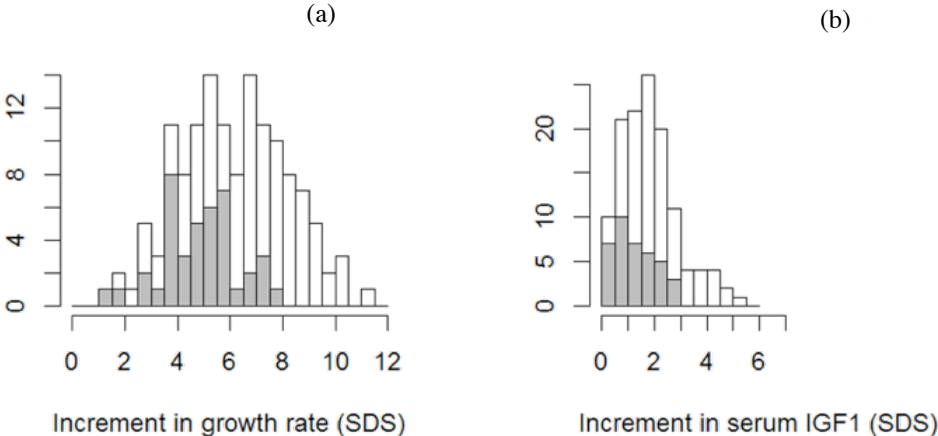 (a)
(b)
12
8
4
0
0 2 4 6 8 10 12
Increment in growth rate (SDS)
20
10
5
0
0 2 4 6
Increment in serum IGF1 (SDS)